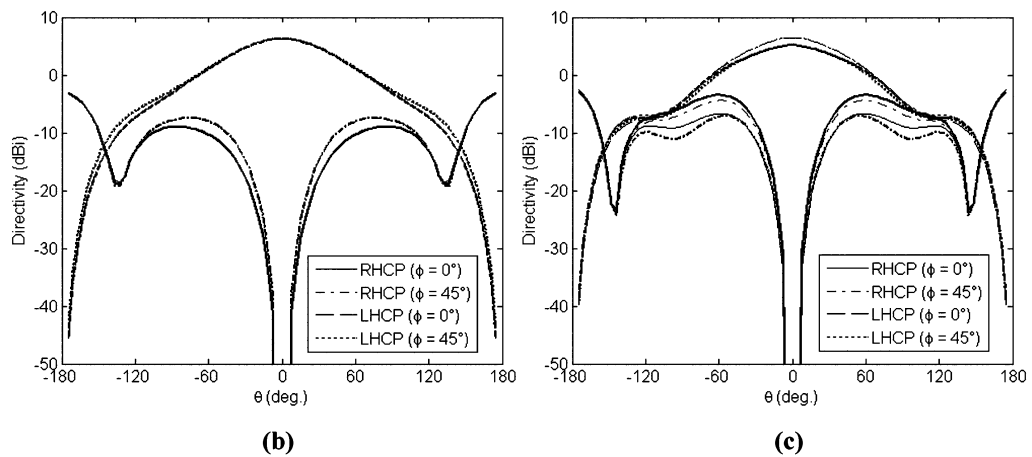 10
0
-10
-20
-30
-40
-50
Directivity (dBi)
-180 -120 -60 0 60 120 180
θ (deg.)
RHCP (ϕ = 0°)
RHCP (ϕ = 45°)
LHCP (ϕ = 0°)
LHCP (ϕ = 45°)
(b)
10
0
-10
-20
-30
-40
-50
Directivity (dBi)
-180 -120 -60 0 60 120 180
θ (deg.)
RHCP (ϕ = 0°)
RHCP (ϕ = 45°)
LHCP (ϕ = 0°)
LHCP (ϕ = 45°)
(c)